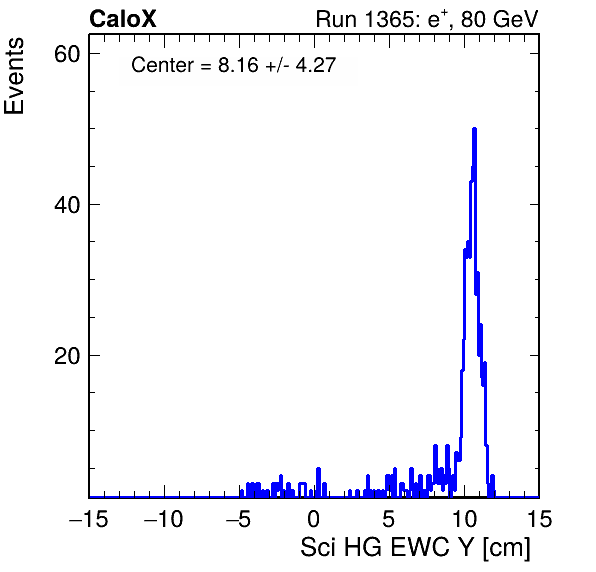 CaloX
Run 1365: e+, 80 GeV
Center = 8.16 +/- 4.27
Events
60
40
20
−15 −10 −5 0 5 10 15
Sci HG EWC Y [cm]